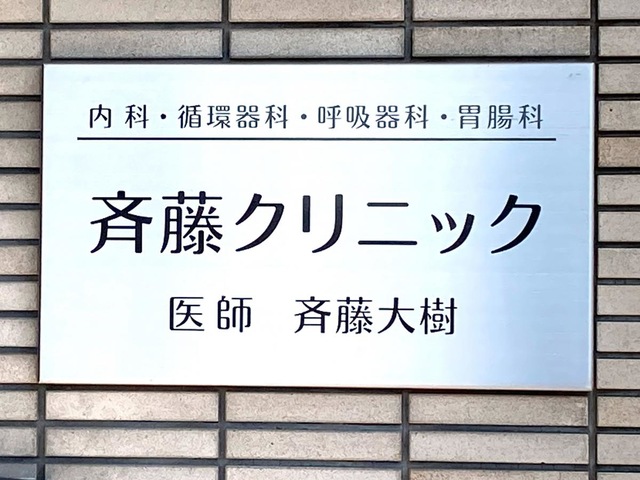 内科・循環器科・呼吸器科・胃腸科
斉藤クリニック
医師 斉藤大樹